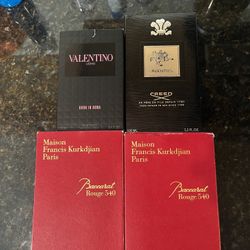 VALENTINO
UOMO
BORN IN ROMA
CREED
Maison
Francis Kurkdjian
Paris
Baccarat
Rouge 540
Maison
Francis Kurkdjian
Paris
Baccarat
Rouge 540